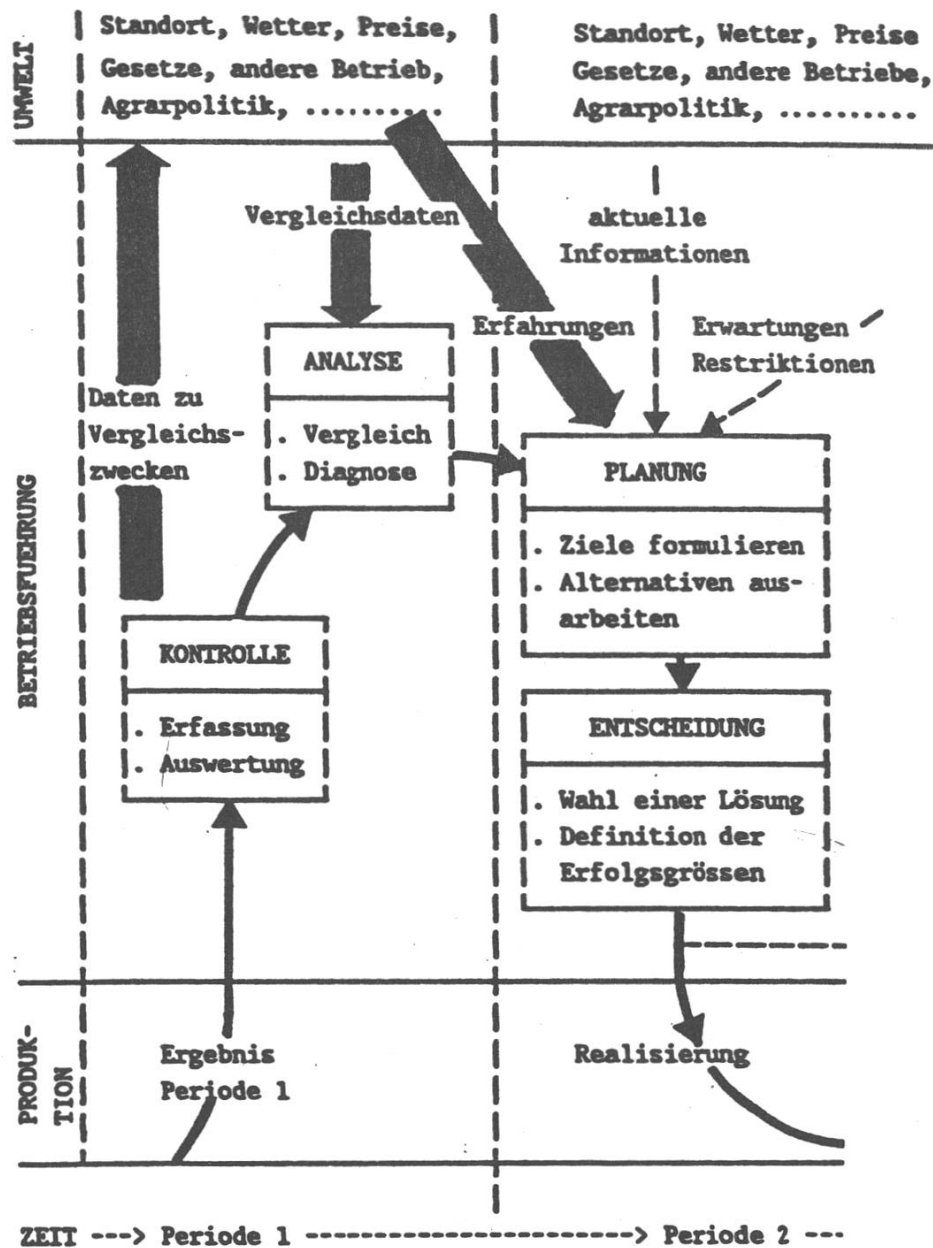 UMWELT
Standort, Wetter, Preise,
Gesetze, andere Betrieb,
Agrarpolitik, ..........
Standort, Wetter, Preise
Gesetze, andere Betriebe,
Agrarpolitik, ..........
BETRIEBSFUEHRUNG
Vergleichsdaten
aktuelle
Informationen
Erfahrungen
Erwartungen
Restriktionen
Daten zu
Vergleichs-
zwecken
ANALYSE
. Vergleich
. Diagnose
PLANUNG
. Ziele formulieren
. Alternativen aus-
arbeiten
KONTROLLE
. Erfassung
. Auswertung
ENTSCHEIDUNG
. Wahl einer Lösung
. Definition der
Erfolgsgrössen
PRODUK-
TION
Ergebnis
Periode 1
Realisierung
ZEIT ---> Periode 1 ------------------------> Periode 2 ---